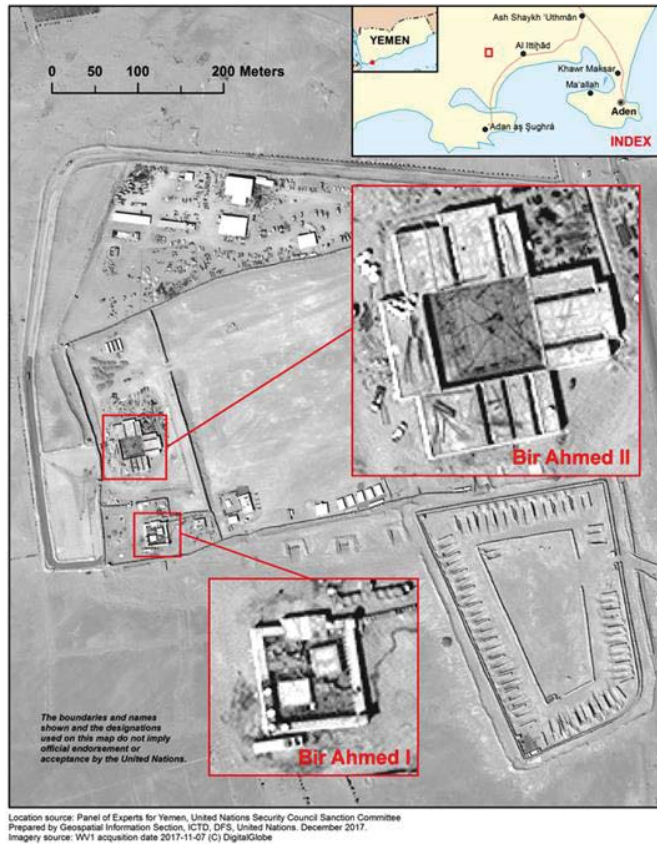 0 50 100 200 Meters
YEMEN
Ash Shaykh 'Uthmān
Al Ittiḩād
Khawr Maksar
Ma'allah
Aden
'Adan aş Şughrá
INDEX
Bir Ahmed II
Bir Ahmed I
The boundaries and names
shown and the designations
used on this map do not imply
official endorsement or
acceptance by the United Nations.
Location source: Panel of Experts for Yemen, United Nations Security Council Sanction Committee
Prepared by Geospatial Information Section, ICTD, DFS, United Nations. December 2017.
Imagery source: WV1 acqusition date 2017-11-07 (C) DigitalGlobe